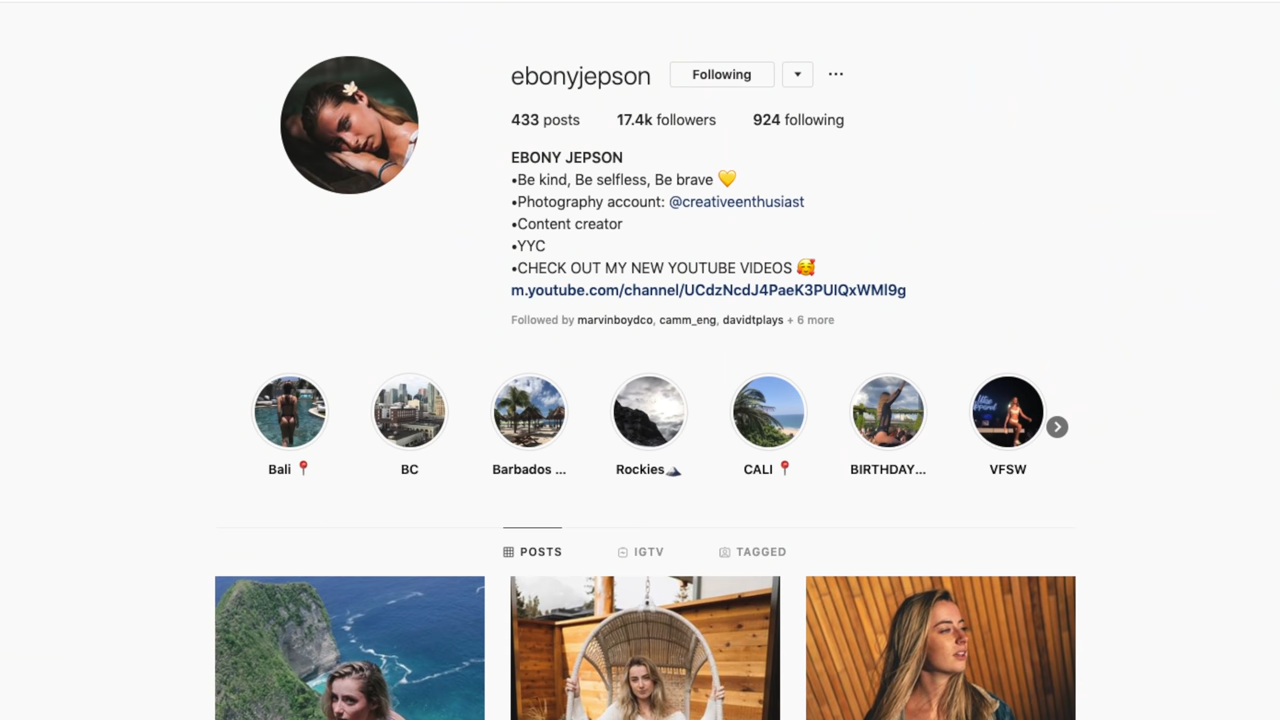 ebonyjepson Following
433 posts 17.4k followers 924 following
EBONY JEPSON
•Be kind, Be selfless, Be brave 💛
•Photography account: @creativeenthusiast
•Content creator
•YYC
•CHECK OUT MY NEW YOUTUBE VIDEOS 🥰
m.youtube.com/channel/UCdzNcdJ4PaeK3PUlQxWMl9g
Followed by marvinboydco, camm_eng, davidtplays + 6 more
Bali 📍 BC Barbados ... Rockies🏔 CALI 📍 BIRTHDAY... VFSW
POSTS IGTV TAGGED